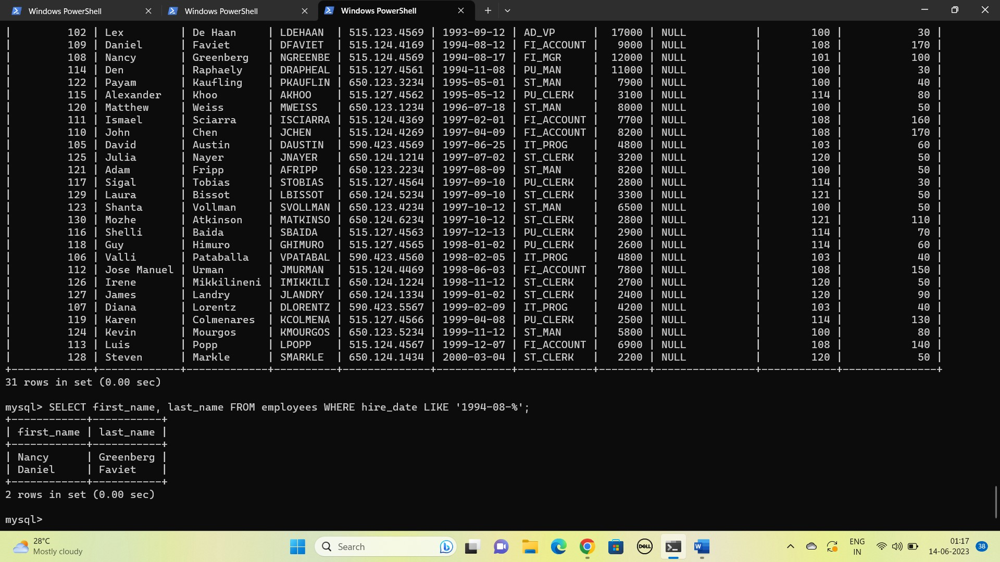 Windows PowerShell Windows PowerShell Windows PowerShell
| 102 | Lex | De Haan | LDEHAAN | 515.123.4569 | 1993-09-12 | AD_VP | 17000 | NULL | 100 | 30 |
| 109 | Daniel | Faviet | DFAVIET | 515.124.4169 | 1994-08-12 | FI_ACCOUNT | 9000 | NULL | 108 | 170 |
| 108 | Nancy | Greenberg | NGREENBE | 515.124.4569 | 1994-08-17 | FI_MGR | 12000 | NULL | 101 | 100 |
| 114 | Den | Raphaely | DRAPHEAL | 515.127.4561 | 1994-11-08 | PU_MAN | 11000 | NULL | 100 | 30 |
| 122 | Payam | Kaufling | PKAUFLIN | 650.123.3234 | 1995-05-01 | ST_MAN | 7900 | NULL | 100 | 40 |
| 115 | Alexander | Khoo | AKHOO | 515.127.4562 | 1995-05-12 | PU_CLERK | 3100 | NULL | 114 | 80 |
| 120 | Matthew | Weiss | MWEISS | 650.123.1234 | 1996-07-18 | ST_MAN | 8000 | NULL | 100 | 50 |
| 111 | Ismael | Sciarra | ISCIARRA | 515.124.4369 | 1997-02-01 | FI_ACCOUNT | 7700 | NULL | 108 | 160 |
| 110 | John | Chen | JCHEN | 515.124.4269 | 1997-04-09 | FI_ACCOUNT | 8200 | NULL | 108 | 170 |
| 105 | David | Austin | DAUSTIN | 590.423.4569 | 1997-06-25 | IT_PROG | 4800 | NULL | 103 | 60 |
| 125 | Julia | Nayer | JNAYER | 650.124.1214 | 1997-07-02 | ST_CLERK | 3200 | NULL | 120 | 50 |
| 121 | Adam | Fripp | AFRIPP | 650.123.2234 | 1997-08-09 | ST_MAN | 8200 | NULL | 100 | 50 |
| 117 | Sigal | Tobias | STOBIAS | 515.127.4564 | 1997-09-10 | PU_CLERK | 2800 | NULL | 114 | 30 |
| 129 | Laura | Bissot | LBISSOT | 650.124.5234 | 1997-09-10 | ST_CLERK | 3300 | NULL | 121 | 50 |
| 123 | Shanta | Vollman | SVOLLMAN | 650.123.4234 | 1997-10-12 | ST_MAN | 6500 | NULL | 100 | 50 |
| 130 | Mozhe | Atkinson | MATKINSO | 650.124.6234 | 1997-10-12 | ST_CLERK | 2800 | NULL | 121 | 110 |
| 116 | Shelli | Baida | SBAIDA | 515.127.4563 | 1997-12-13 | PU_CLERK | 2900 | NULL | 114 | 70 |
| 118 | Guy | Himuro | GHIMURO | 515.127.4565 | 1998-01-02 | PU_CLERK | 2600 | NULL | 114 | 60 |
| 106 | Valli | Pataballa | VPATABAL | 590.423.4560 | 1998-02-05 | IT_PROG | 4800 | NULL | 103 | 40 |
| 112 | Jose Manuel | Urman | JMURMAN | 515.124.4469 | 1998-06-03 | FI_ACCOUNT | 7800 | NULL | 108 | 150 |
| 126 | Irene | Mikkilineni | IMIKKILI | 650.124.1224 | 1998-11-12 | ST_CLERK | 2700 | NULL | 120 | 50 |
| 127 | James | Landry | JLANDRY | 650.124.1334 | 1999-01-02 | ST_CLERK | 2400 | NULL | 120 | 90 |
| 107 | Diana | Lorentz | DLORENTZ | 590.423.5567 | 1999-02-09 | IT_PROG | 4200 | NULL | 103 | 40 |
| 119 | Karen | Colmenares | KCOLMENA | 515.127.4566 | 1999-04-08 | PU_CLERK | 2500 | NULL | 114 | 130 |
| 124 | Kevin | Mourgos | KMOURGOS | 650.123.5234 | 1999-11-12 | ST_MAN | 5800 | NULL | 100 | 80 |
| 113 | Luis | Popp | LPOPP | 515.124.4567 | 1999-12-07 | FI_ACCOUNT | 6900 | NULL | 108 | 140 |
| 128 | Steven | Markle | SMARKLE | 650.124.1434 | 2000-03-04 | ST_CLERK | 2200 | NULL | 120 | 50 |
+-------------+-------------+-------------+----------+--------------+------------+------------+--------+----------------+------------+---------------+
31 rows in set (0.00 sec)
mysql> SELECT first_name, last_name FROM employees WHERE hire_date LIKE '1994-08-%';
+------------+-----------+
| first_name | last_name |
+------------+-----------+
| Nancy | Greenberg |
| Daniel | Faviet |
+------------+-----------+
2 rows in set (0.00 sec)
mysql>
28°C
Mostly cloudy
Search
DELL
W
ENG
IN
01:17
14-06-2023
38